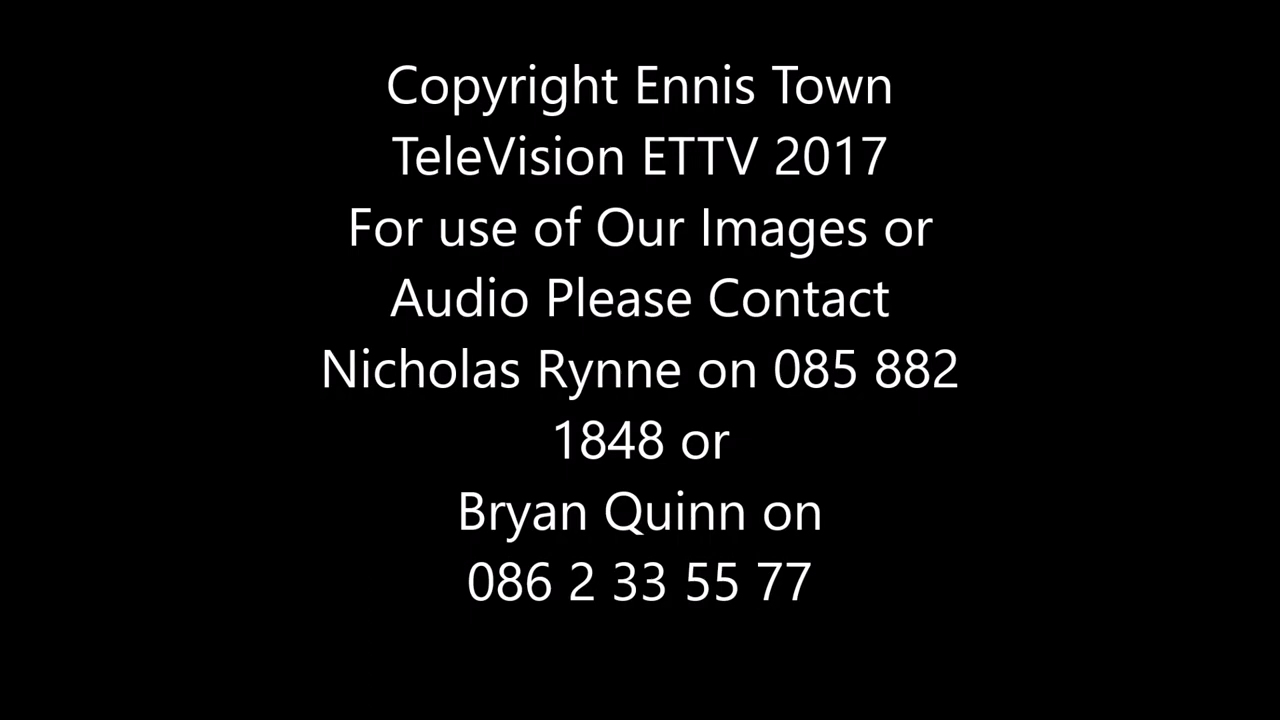 Copyright Ennis Town
TeleVision ETTV 2017
For use of Our Images or
Audio Please Contact
Nicholas Rynne on 085 882
1848 or
Bryan Quinn on
086 2 33 55 77